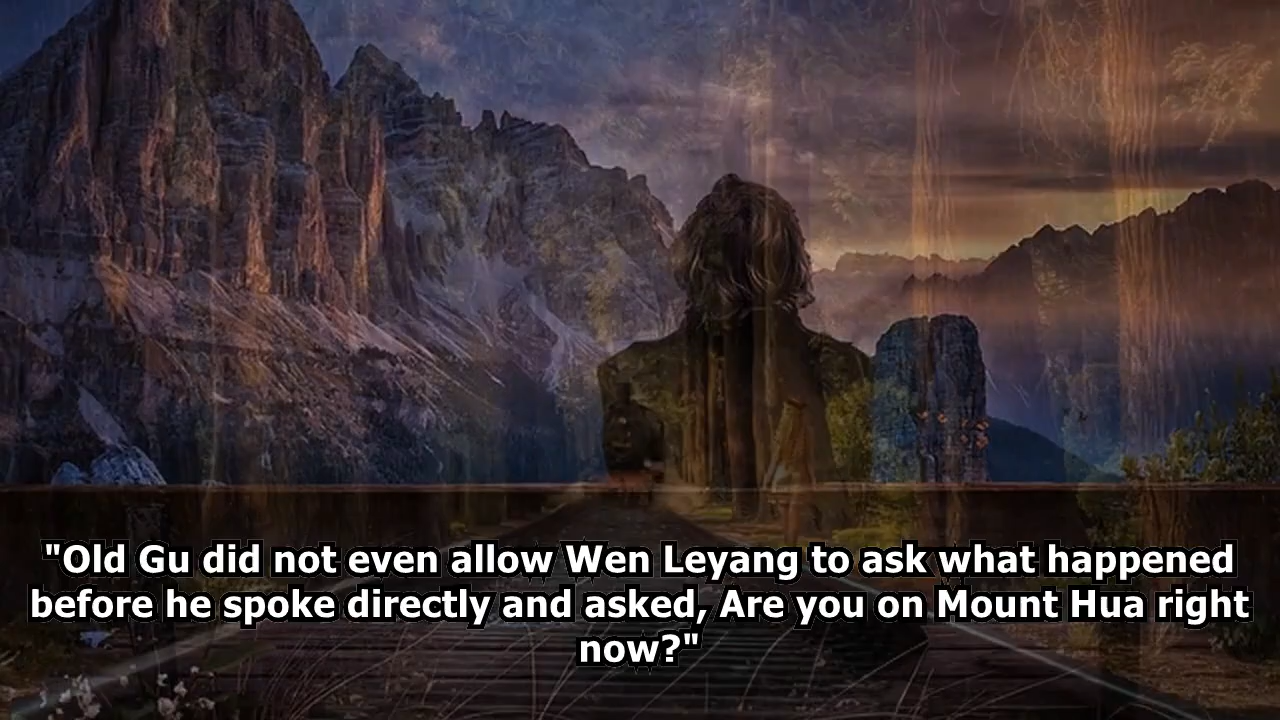 "Old Gu did not even allow Wen Leyang to ask what happened
before he spoke directly and asked, Are you on Mount Hua right
now?"